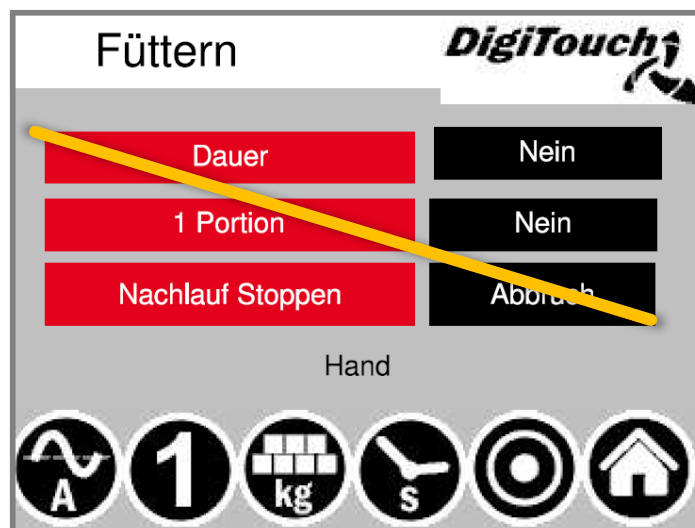 Füttern
DigiTouch
Dauer Nein
1 Portion Nein
Nachlauf Stoppen Abbruch
Hand
A 1 kg s